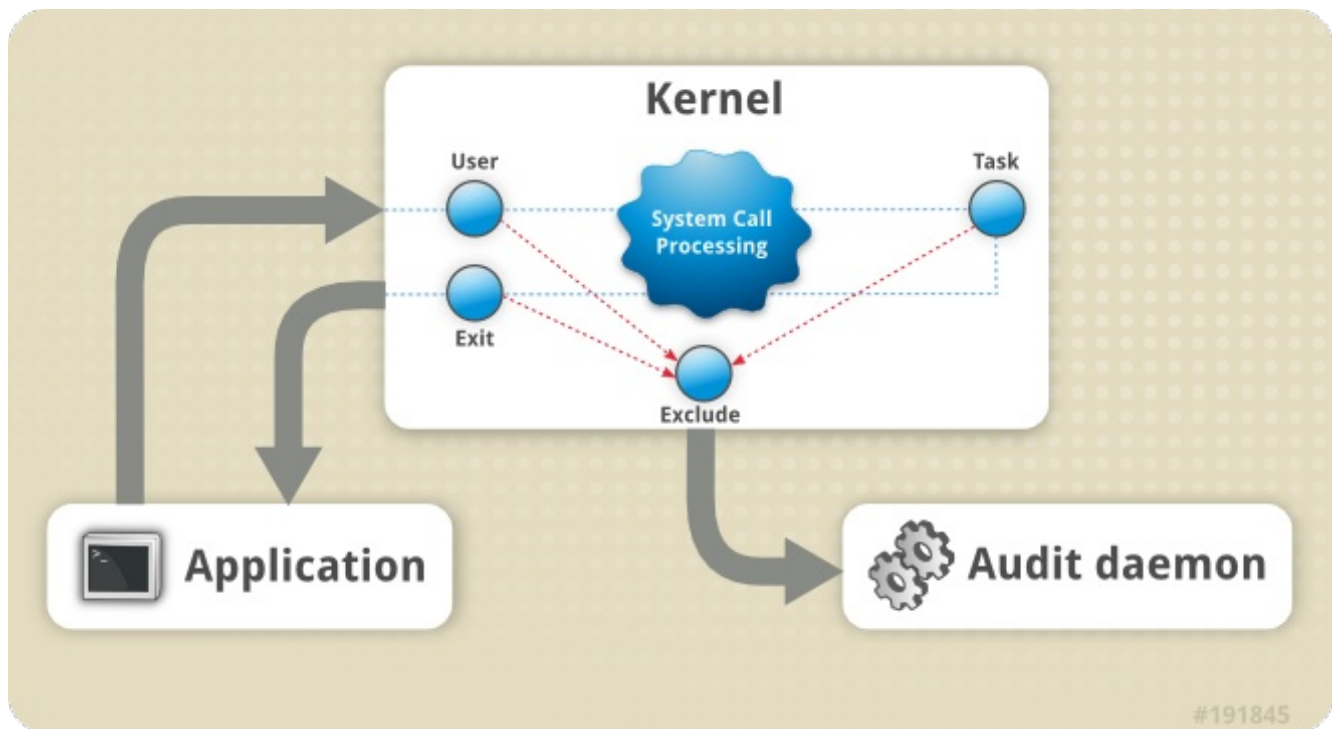 Kernel
User
Task
System Call
Processing
Exit
Exclude
>_
Application
Audit daemon
#191845